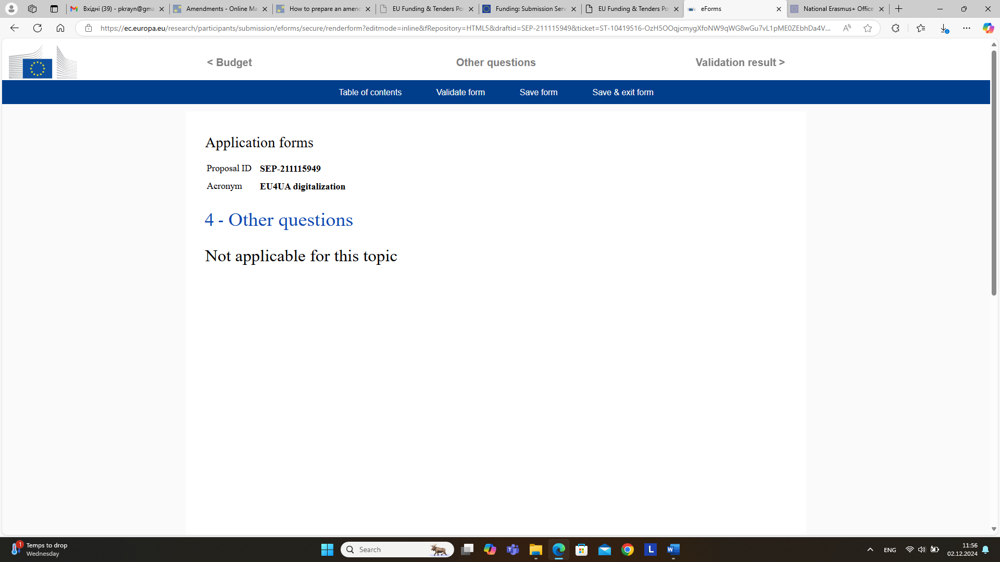 Вхідні (39) - pkrayn@gma
Amendments - Online Ma
How to prepare an amend
EU Funding & Tenders Po
Funding: Submission Serv
EU Funding & Tenders Po
eForms
National Erasmus+ Office
https://ec.europa.eu/research/participants/submission/eforms/secure/renderform?editmode=inline&fRepository=HTML5&draftid=SEP-211115949&ticket=ST-10419516-OzH5OOqjcmygXfoNW9qWG8wGu7vL1pME0ZEbhDa4V...
< Budget
Other questions
Validation result >
Table of contents
Validate form
Save form
Save & exit form
Application forms
Proposal ID SEP-211115949
Acronym EU4UA digitalization
4 - Other questions
Not applicable for this topic
1
Temps to drop
Wednesday
Search
ENG
11:56
02.12.2024